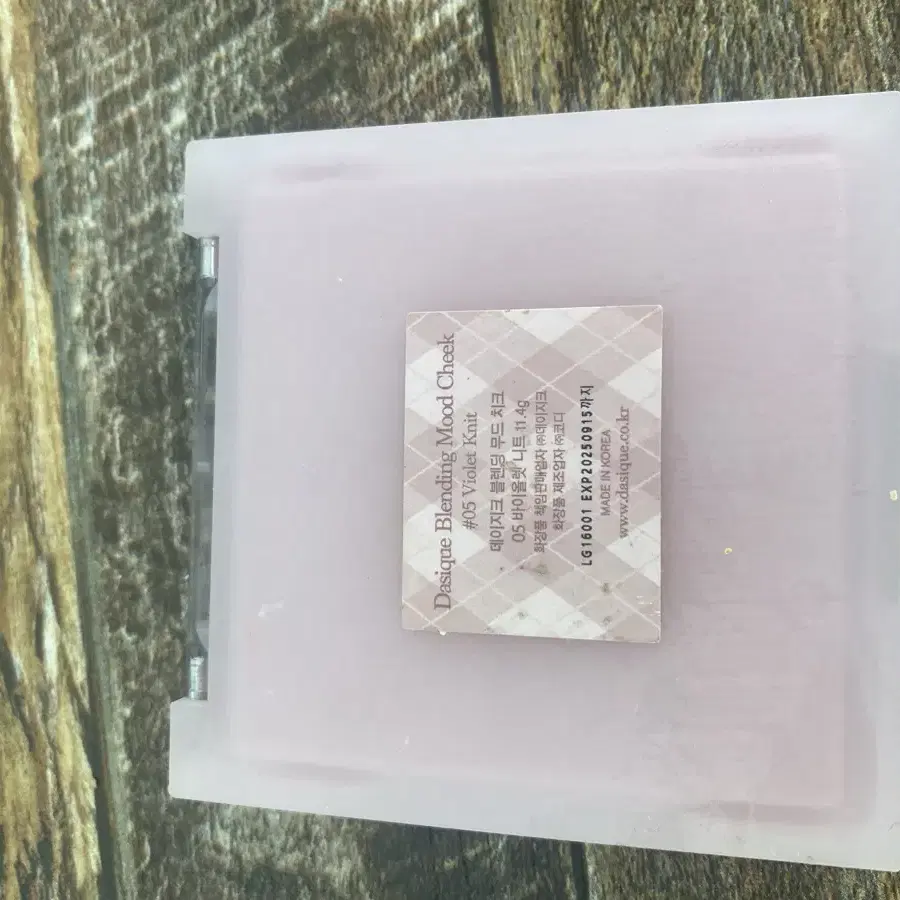 Dasique Blending Mood Cheek
#05 Violet Knit
데이지크 블렌딩 무드 치크
05 바이올렛 니트 11.4g
화장품 책임판매업자 ㈜데이지크
화장품 제조업자 ㈜코디
LG16001 EXP20250915까지
MADE IN KOREA
www.dasique.co.kr